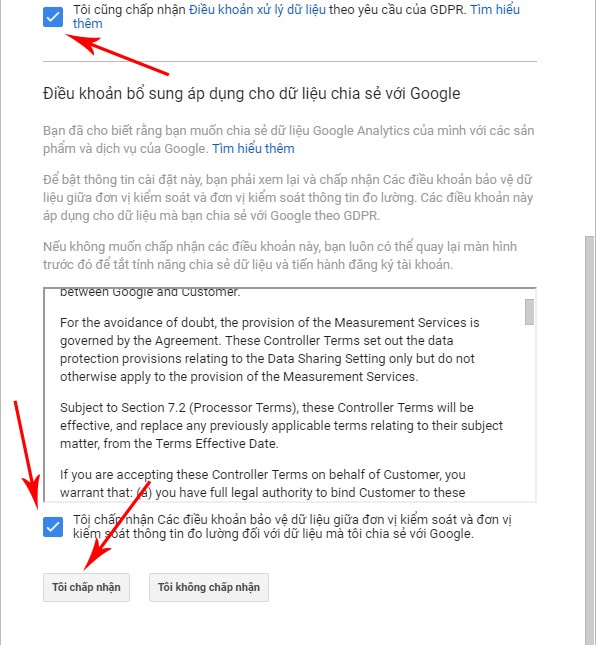 Tôi cũng chấp nhận Điều khoản xử lý dữ liệu theo yêu cầu của GDPR. Tìm hiểu
thêm
Điều khoản bổ sung áp dụng cho dữ liệu chia sẻ với Google
Bạn đã cho biết rằng bạn muốn chia sẻ dữ liệu Google Analytics của mình với các sản
phẩm và dịch vụ của Google. Tìm hiểu thêm
Để bật thông tin cài đặt này, bạn phải xem lại và chấp nhận Các điều khoản bảo vệ dữ
liệu giữa đơn vị kiểm soát và đơn vị kiểm soát thông tin đo lường. Các điều khoản này
áp dụng cho dữ liệu mà bạn chia sẻ với Google theo GDPR.
Nếu không muốn chấp nhận các điều khoản này, bạn luôn có thể quay lại màn hình
trước đó để tắt tính năng chia sẻ dữ liệu và tiến hành đăng ký tài khoản.
between Google and Customer.
For the avoidance of doubt, the provision of the Measurement Services is
governed by the Agreement. These Controller Terms set out the data
protection provisions relating to the Data Sharing Setting only but do not
otherwise apply to the provision of the Measurement Services.
Subject to Section 7.2 (Processor Terms), these Controller Terms will be
effective, and replace any previously applicable terms relating to their subject
matter, from the Terms Effective Date.
If you are accepting these Controller Terms on behalf of Customer, you
warrant that: (a) you have full legal authority to bind Customer to these
Tôi chấp nhận Các điều khoản bảo vệ dữ liệu giữa đơn vị kiểm soát và đơn vị
kiểm soát thông tin đo lường đối với dữ liệu mà tôi chia sẻ với Google.
Tôi chấp nhận
Tôi không chấp nhận